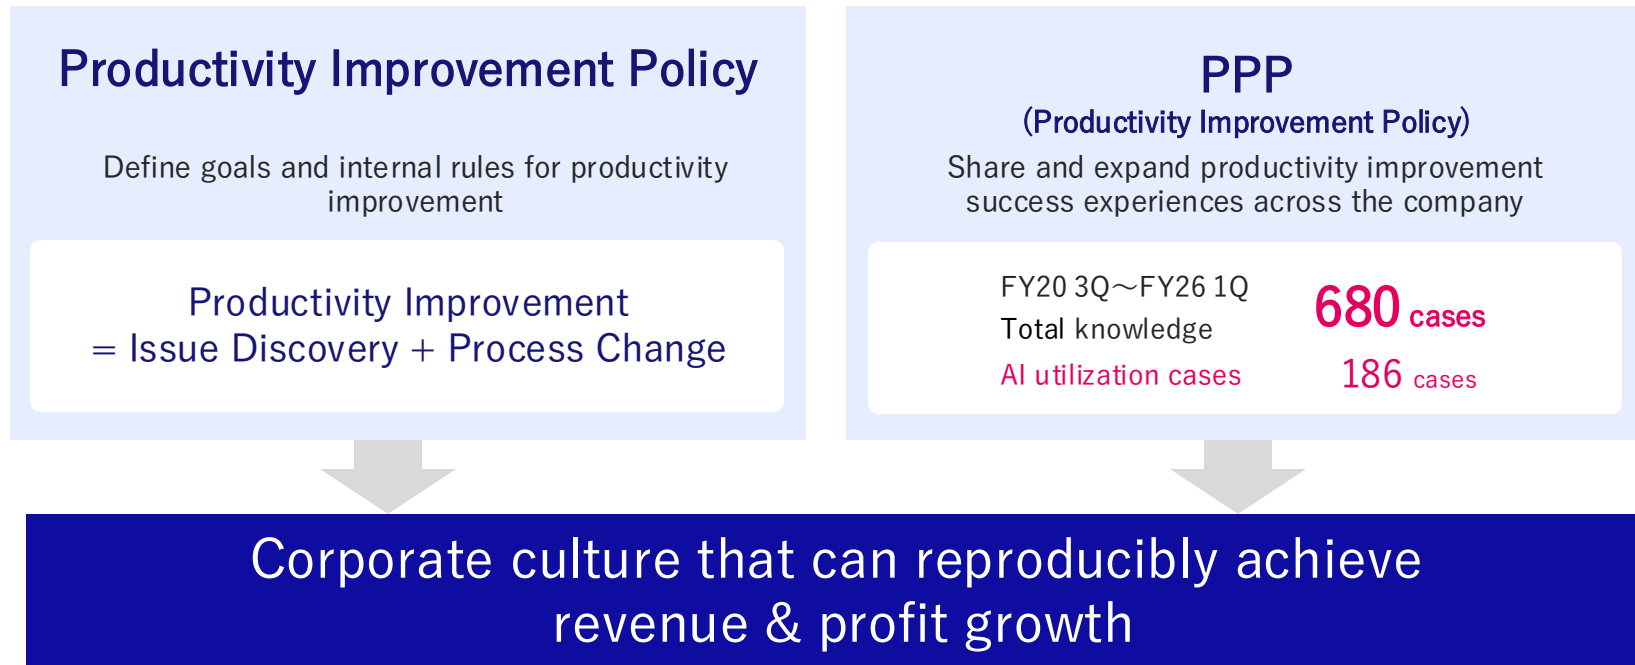 Productivity Improvement Policy
Define goals and internal rules for productivity
improvement
Productivity Improvement
= Issue Discovery + Process Change
PPP
(Productivity Improvement Policy)
Share and expand productivity improvement
success experiences across the company
FY20 3Q～FY26 1Q
Total knowledge
680 cases
AI utilization cases
186 cases
Corporate culture that can reproducibly achieve
revenue & profit growth